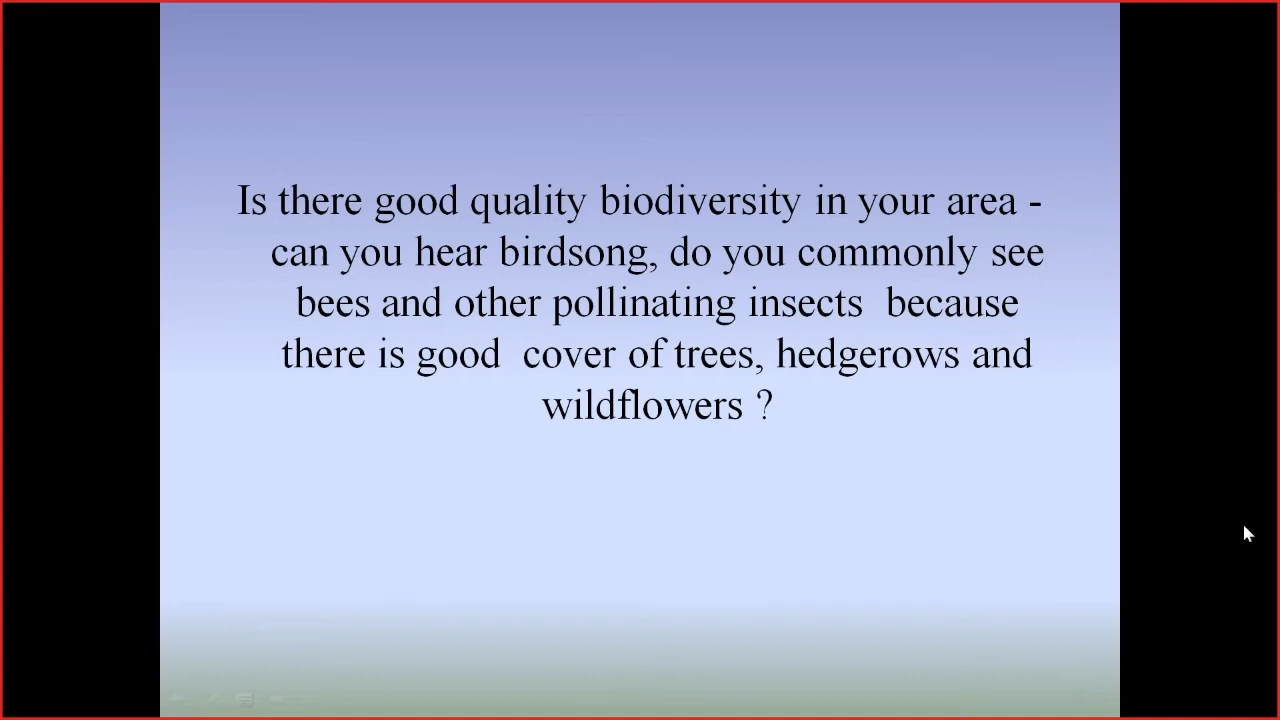 Is there good quality biodiversity in your area -
can you hear birdsong, do you commonly see
bees and other pollinating insects  because
there is good  cover of trees, hedgerows and
wildflowers ?